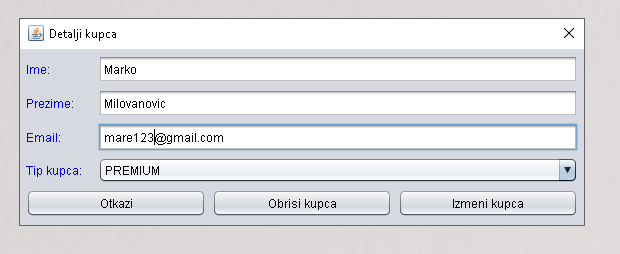 Detalji kupca
Ime: Marko
Prezime: Milovanovic
Email: mare123@gmail.com
Tip kupca: PREMIUM
Otkazi Obrisi kupca Izmeni kupca